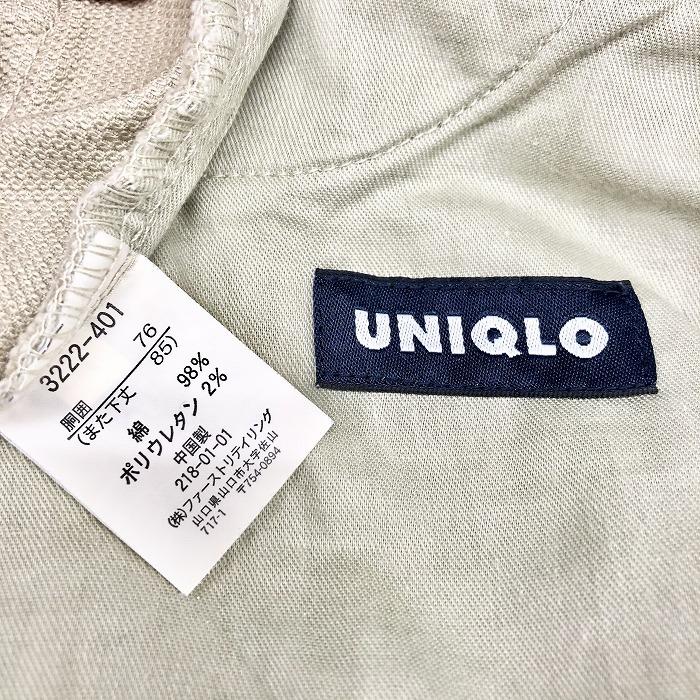 3222-401
胴囲 76
(また下丈 85)
綿 98%
ポリウレタン 2%
中国製
218-01-01
(株)ファーストリテイリング
山口県山口市大字佐山
717-1 〒754-0894
UNIQLO